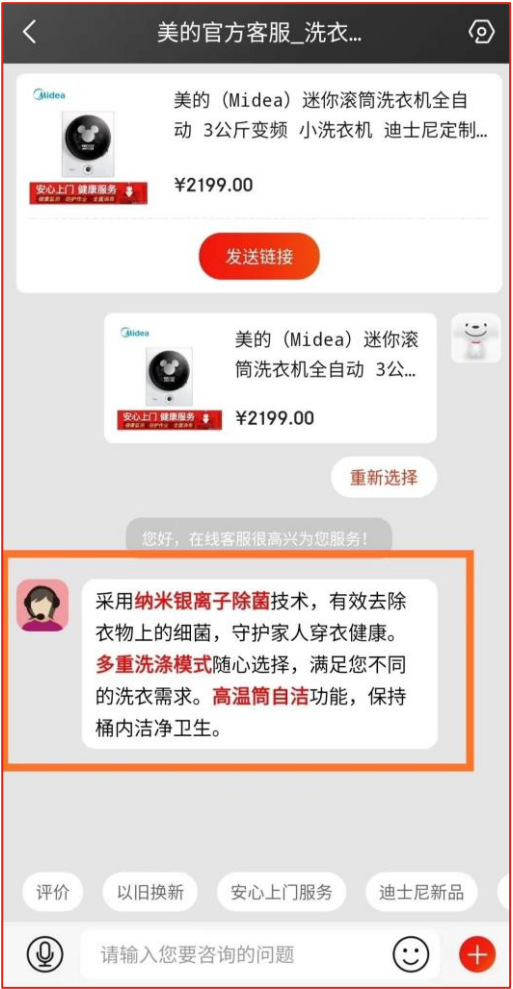 美的官方客服_洗衣...
Midea
美的（Midea）迷你滚筒洗衣机全自
动 3公斤变频 小洗衣机 迪士尼定制...
安心上门 健康服务
¥2199.00
发送链接
Midea
美的（Midea）迷你滚
筒洗衣机全自动 3公...
安心上门 健康服务
¥2199.00
重新选择
您好，在线客服很高兴为您服务！
采用纳米银离子除菌技术，有效去除
衣物上的细菌，守护家人穿衣健康。
多重洗涤模式随心选择，满足您不同
的洗衣需求。高温筒自洁功能，保持
桶内洁净卫生。
评价
以旧换新
安心上门服务
迪士尼新品
请输入您要咨询的问题